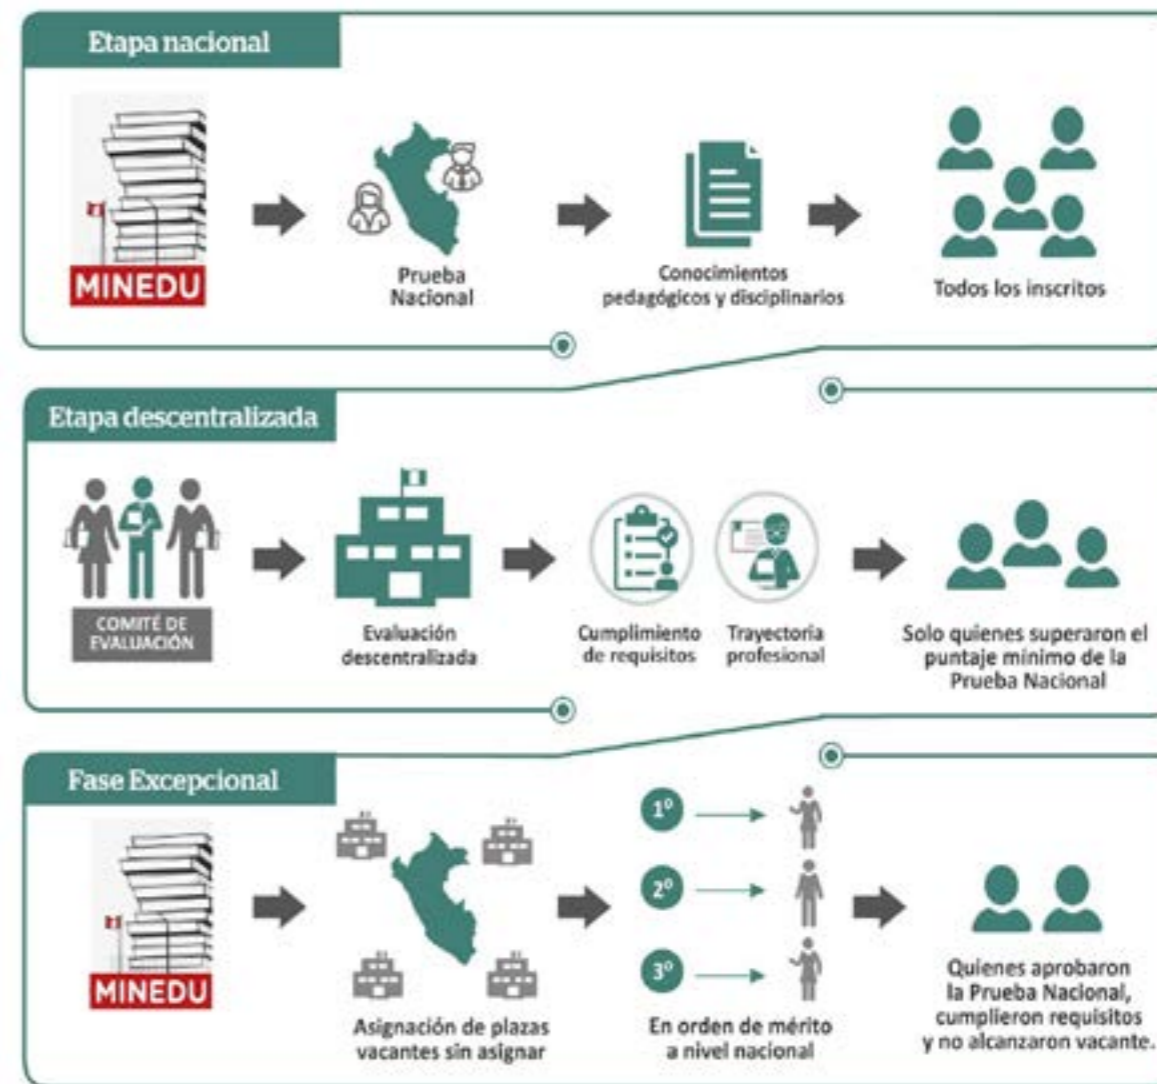 Etapa nacional
MINEDU
Prueba
Nacional
Conocimientos
pedagógicos y disciplinarios
Todos los inscritos
Etapa descentralizada
COMITÉ DE
EVALUACIÓN
Evaluación
descentralizada
Cumplimiento
de requisitos
Trayectoria
profesional
Solo quienes superaron el
puntaje mínimo de la
Prueba Nacional
Fase Excepcional
MINEDU
Asignación de plazas
vacantes sin asignar
1º
2º
3º
En orden de mérito
a nivel nacional
Quienes aprobaron
la Prueba Nacional,
cumplieron requisitos
y no alcanzaron vacante.